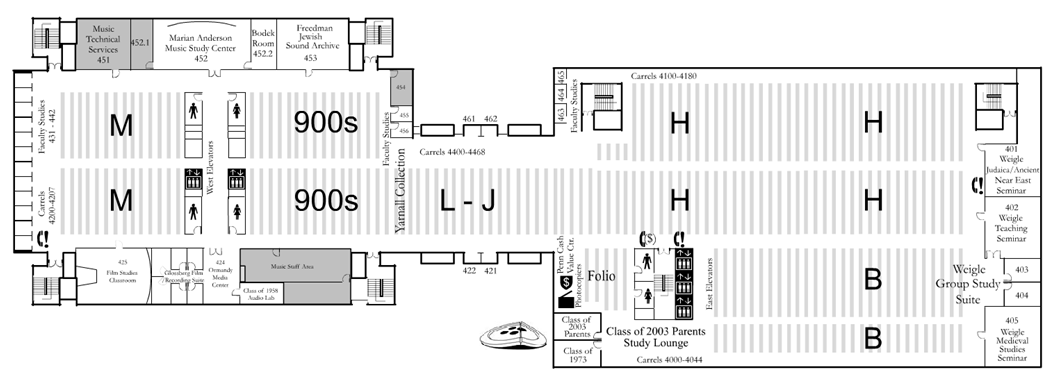 Music
Technical
Services
451
452.1
Marian Anderson
Music Study Center
452
Bodek
Room
452.2
Freedman
Jewish
Sound Archive
453
454
455
456
Faculty Studies
Faculty Studies
431 - 442
Carrels
4200-4207
M
M
West Elevators
900s
900s
Yarnall Collection
461 462
Carrels 4400-4468
L - J
422 421
425
Film Studies
Classroom
Glossberg Film
Recording Suite
424
Ormandy
Media
Center
Music Staff Area
Class of 1958
Audio Lab
465
464
463
Faculty Studies
Carrels 4100-4180
H
H
H
H
401
Weigle
Judaica/Ancient
Near East
Seminar
402
Weigle
Teaching
Seminar
Weigle
Group Study
Suite
403
404
405
Weigle
Medieval
Studies
Seminar
Penn Cash
Value Ctr.
$
Photocopiers
Folio
($)
East Elevators
B
B
Class of
2003
Parents
Class of
1973
Class of 2003 Parents
Study Lounge
Carrels 4000-4044